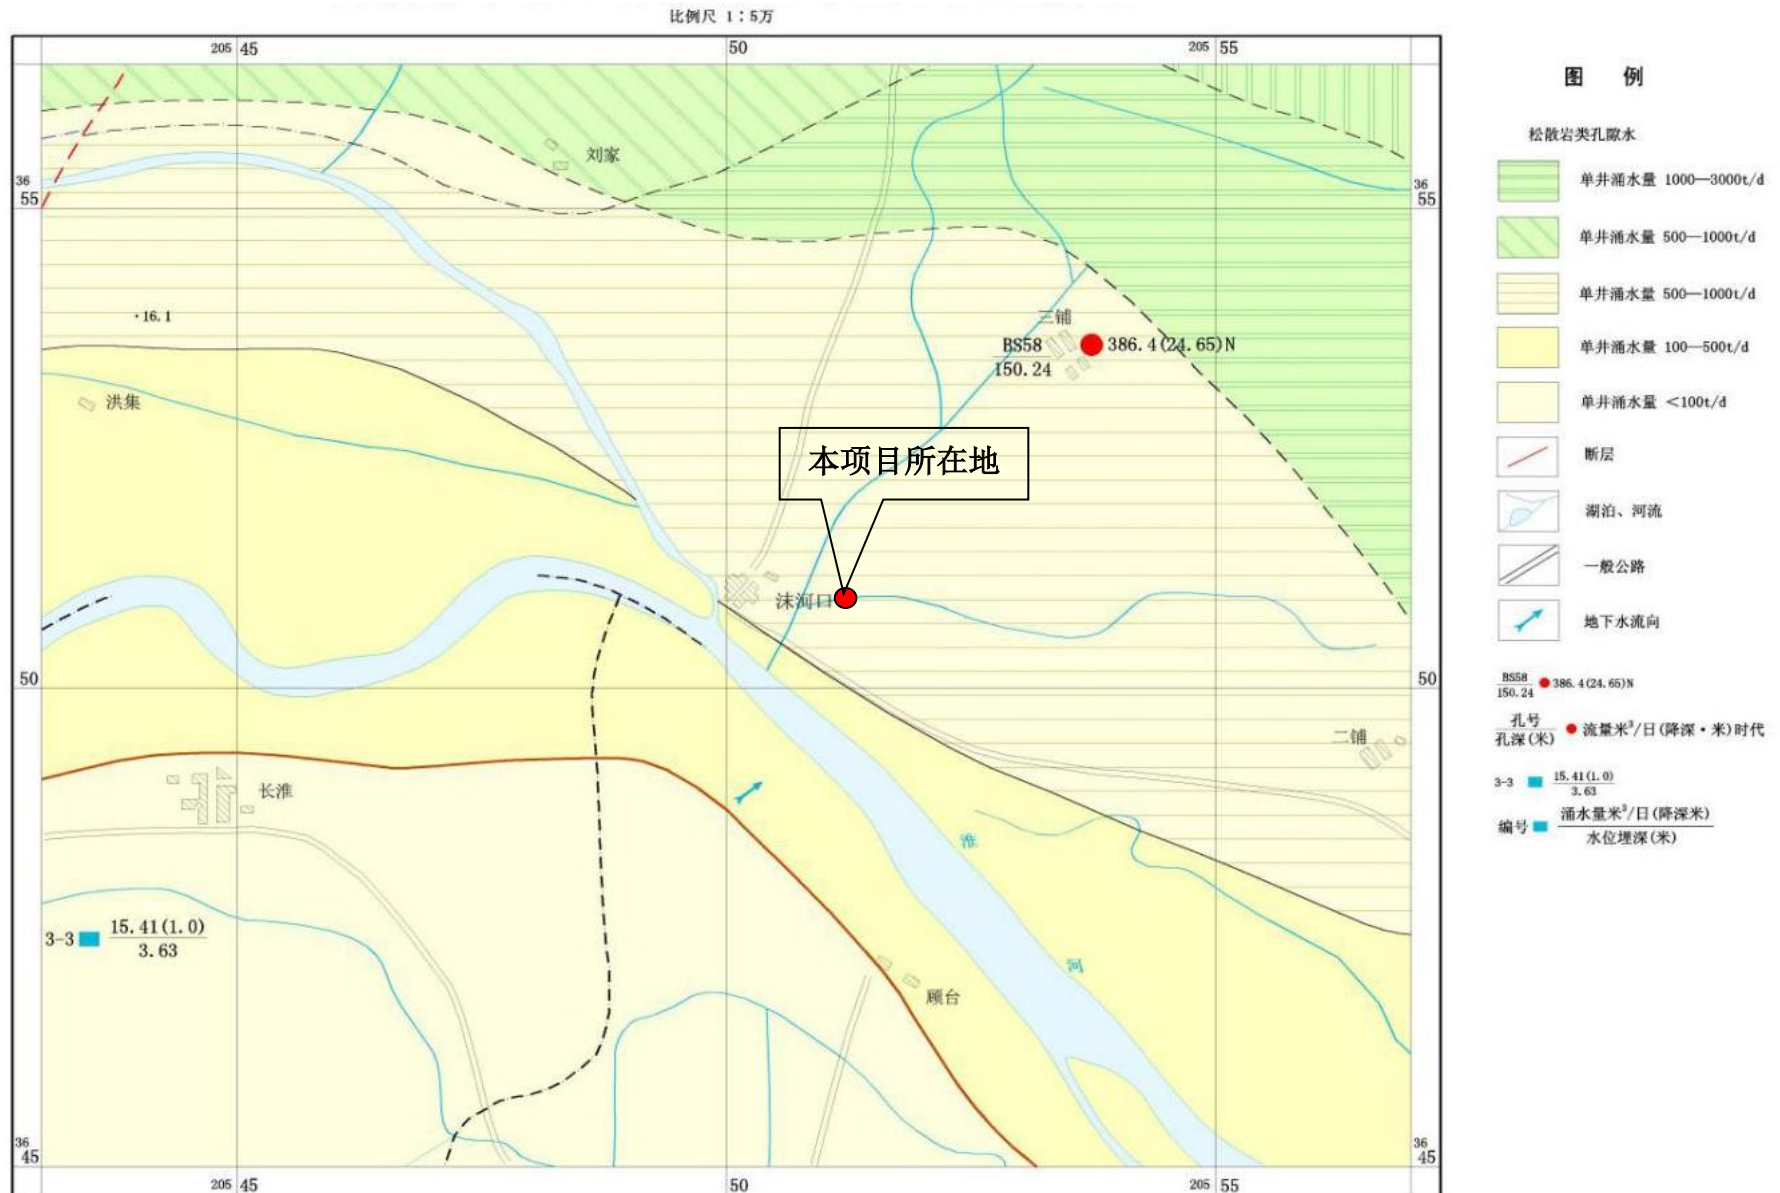 比例尺 1：5万
205 45
50
205 55
36
55
36
55
刘家
·16.1
三铺
BS58
150.24
386.4(24.65)N
洪集
本项目所在地
沫河口
50
50
二铺
长淮
淮
河
3-3
15.41(1.0)
3.63
顾台
36
45
36
45
205 45
50
205 55
图 例
松散岩类孔隙水
单井涌水量 1000—3000t/d
单井涌水量 500—1000t/d
单井涌水量 500—1000t/d
单井涌水量 100—500t/d
单井涌水量 <100t/d
断层
湖泊、河流
一般公路
地下水流向
BS58
150.24
386.4(24.65)N
孔号
孔深(米)
流量米³/日(降深·米)时代
3-3
15.41(1.0)
3.63
编号
涌水量米³/日(降深米)
水位埋深(米)